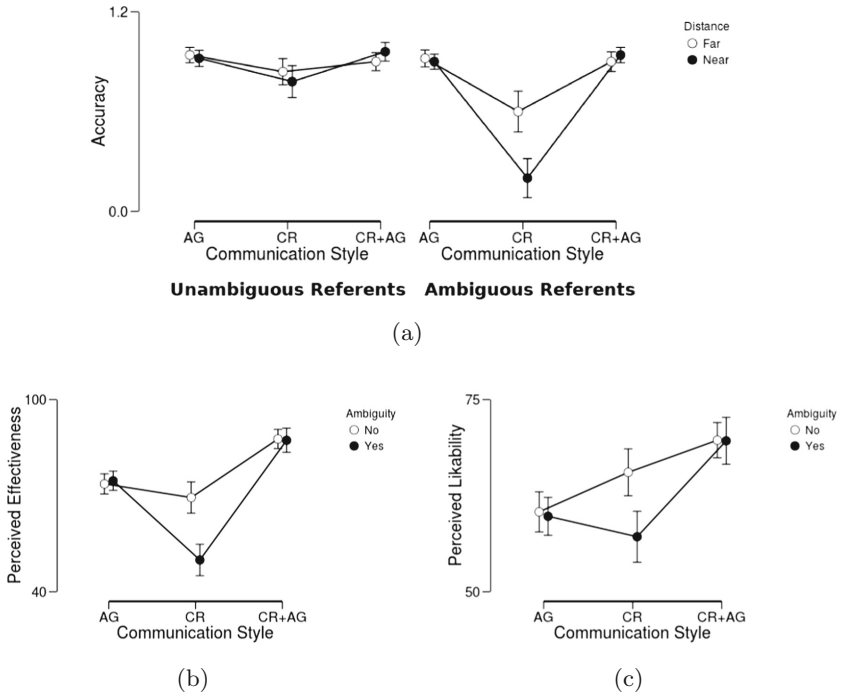 1.2
Accuracy
0.0
Distance
Far
Near
AG CR CR+AG AG CR CR+AG
Communication Style Communication Style
Unambiguous Referents Ambiguous Referents
(a)
100
Perceived Effectiveness
40
Ambiguity
No
Yes
AG CR CR+AG
Communication Style
(b)
75
Perceived Likability
50
Ambiguity
No
Yes
AG CR CR+AG
Communication Style
(c)